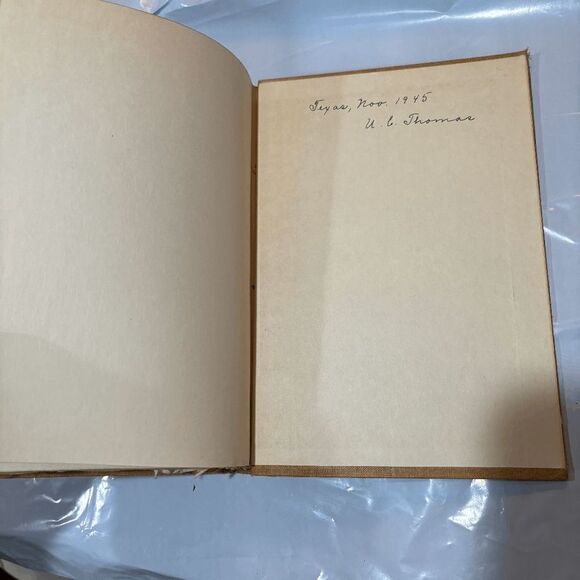 Texas, Nov. 1945
U. C. Thomas